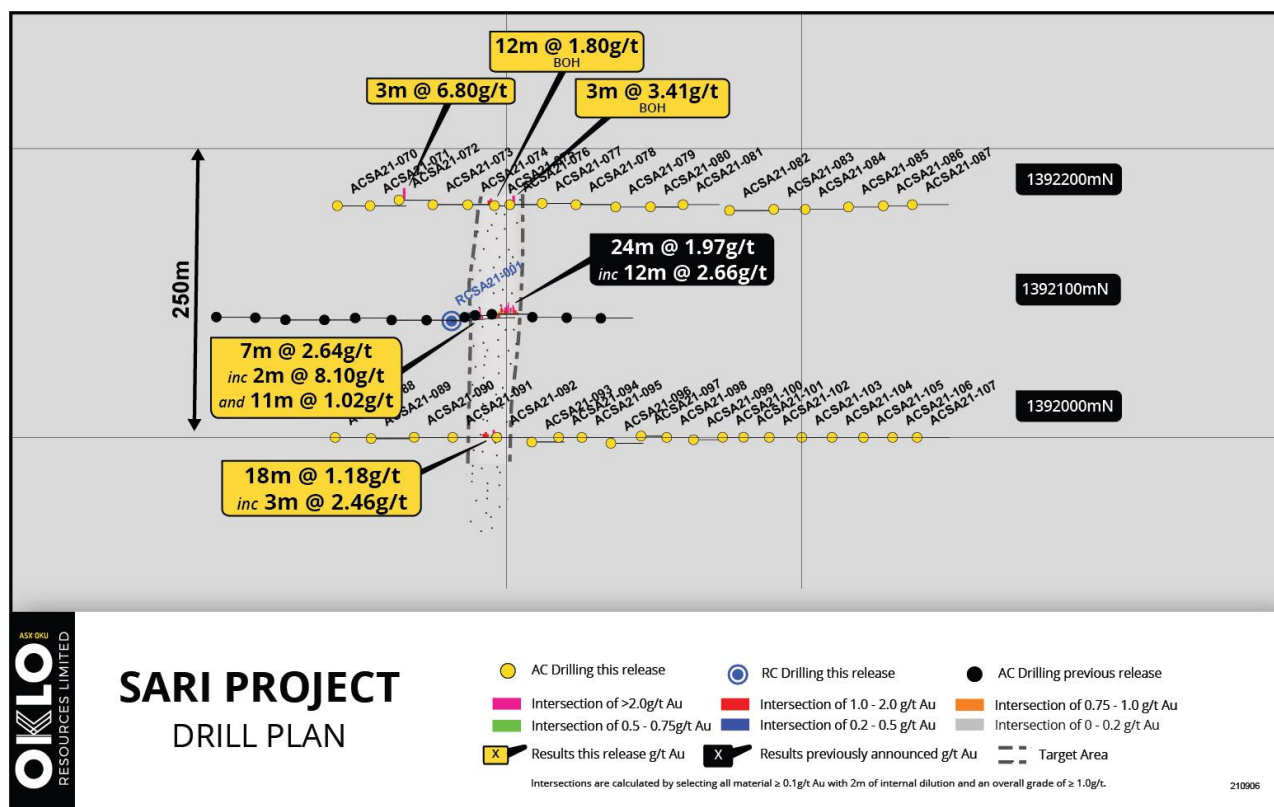 12m @ 1.80g/t
BOH
3m @ 6.80g/t
3m @ 3.41g/t
BOH
ACSA21-070
ACSA21-071
ACSA21-072
ACSA21-073
ACSA21-074
ACSA21-077
ACSA21-078
ACSA21-079
ACSA21-080
ACSA21-081
ACSA21-082
ACSA21-083
ACSA21-084
ACSA21-085
ACSA21-086
ACSA21-087
1392200mN
250m
24m @ 1.97g/t
inc 12m @ 2.66g/t
RCSA21-001
1392100mN
7m @ 2.64g/t
inc 2m @ 8.10g/t
and 11m @ 1.02g/t
ACSA21-089
ACSA21-090
ACSA21-091
ACSA21-092
ACSA21-093
ACSA21-094
ACSA21-095
ACSA21-096
ACSA21-097
ACSA21-098
ACSA21-099
ACSA21-100
ACSA21-101
ACSA21-102
ACSA21-103
ACSA21-104
ACSA21-105
ACSA21-106
ACSA21-107
1392000mN
18m @ 1.18g/t
inc 3m @ 2.46g/t
ASX:OKU
OKLO
RESOURCES LIMITED
SARI PROJECT
DRILL PLAN
AC Drilling this release
RC Drilling this release
AC Drilling previous release
Intersection of >2.0g/t Au
Intersection of 1.0 - 2.0 g/t Au
Intersection of 0.75 - 1.0 g/t Au
Intersection of 0.5 - 0.75g/t Au
Intersection of 0.2 - 0.5 g/t Au
Intersection of 0 - 0.2 g/t Au
X Results this release g/t Au
X Results previously announced g/t Au
Target Area
Intersections are calculated by selecting all material ≥ 0.1g/t Au with 2m of internal dilution and an overall grade of ≥ 1.0g/t.
210906